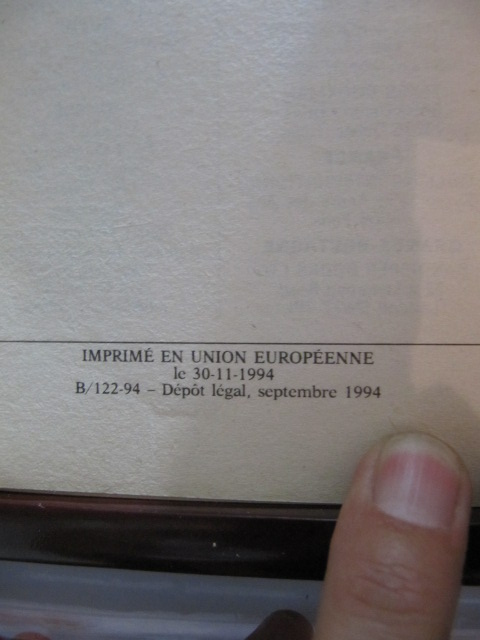 IMPRIMÉ EN UNION EUROPÉENNE
le 30-11-1994
B/122-94 – Dépôt légal, septembre 1994